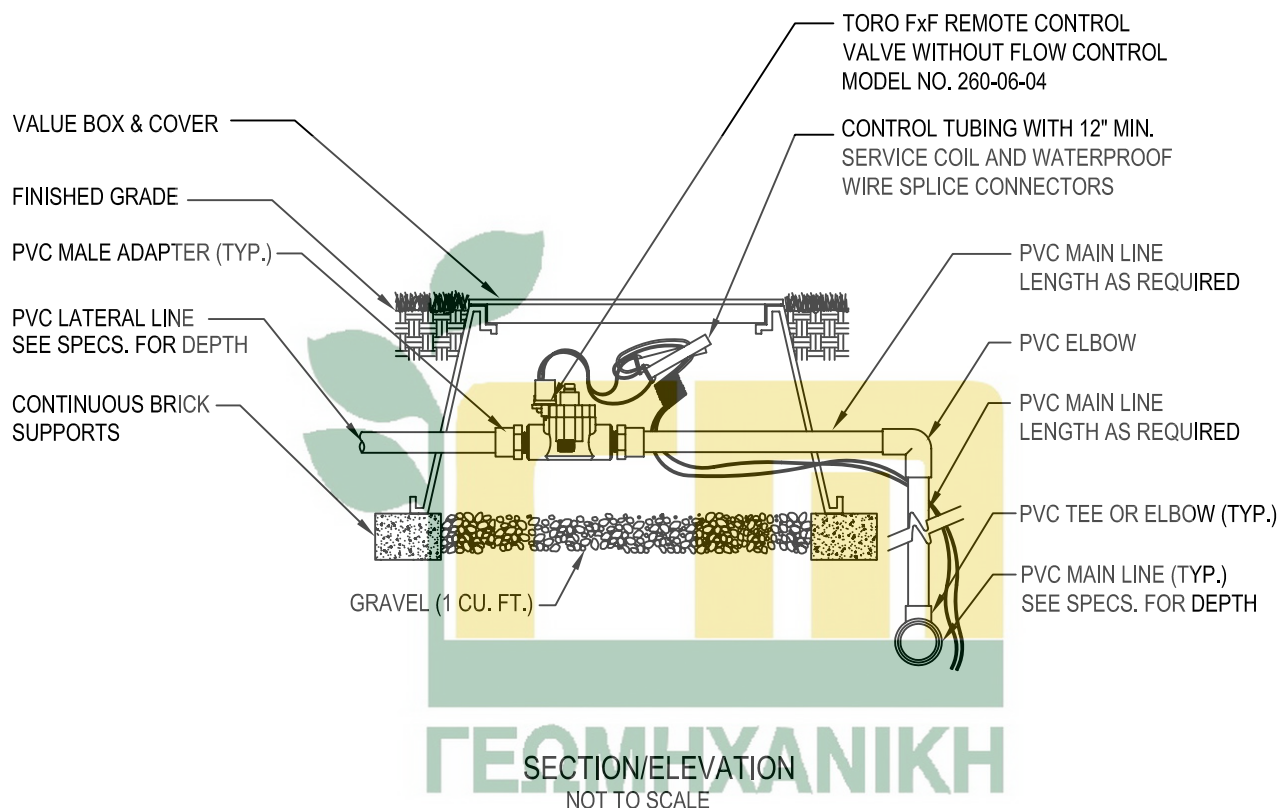 TORO FxF REMOTE CONTROL
VALVE WITHOUT FLOW CONTROL
MODEL NO. 260-06-04
VALUE BOX & COVER
CONTROL TUBING WITH 12" MIN.
SERVICE COIL AND WATERPROOF
WIRE SPLICE CONNECTORS
FINISHED GRADE
PVC MALE ADAPTER (TYP.)
PVC MAIN LINE
LENGTH AS REQUIRED
PVC LATERAL LINE
SEE SPECS. FOR DEPTH
PVC ELBOW
CONTINUOUS BRICK
SUPPORTS
PVC MAIN LINE
LENGTH AS REQUIRED
PVC TEE OR ELBOW (TYP.)
PVC MAIN LINE (TYP.)
SEE SPECS. FOR DEPTH
GRAVEL (1 CU. FT.)
ΓΕΩΜΗΧΑΝΙΚΗ
SECTION/ELEVATION
NOT TO SCALE